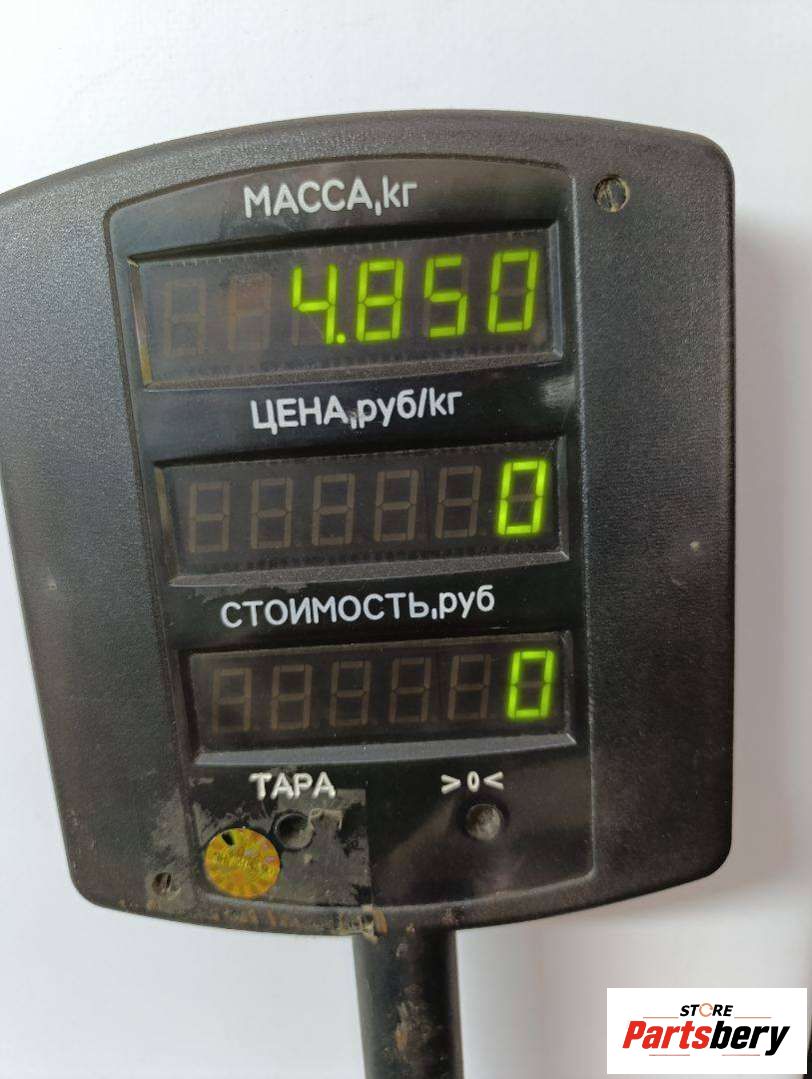 МАССА,кг
4.850
ЦЕНА,руб/кг
0
СТОИМОСТЬ,руб
0
ТАРА >0<
STORE
Partsbery